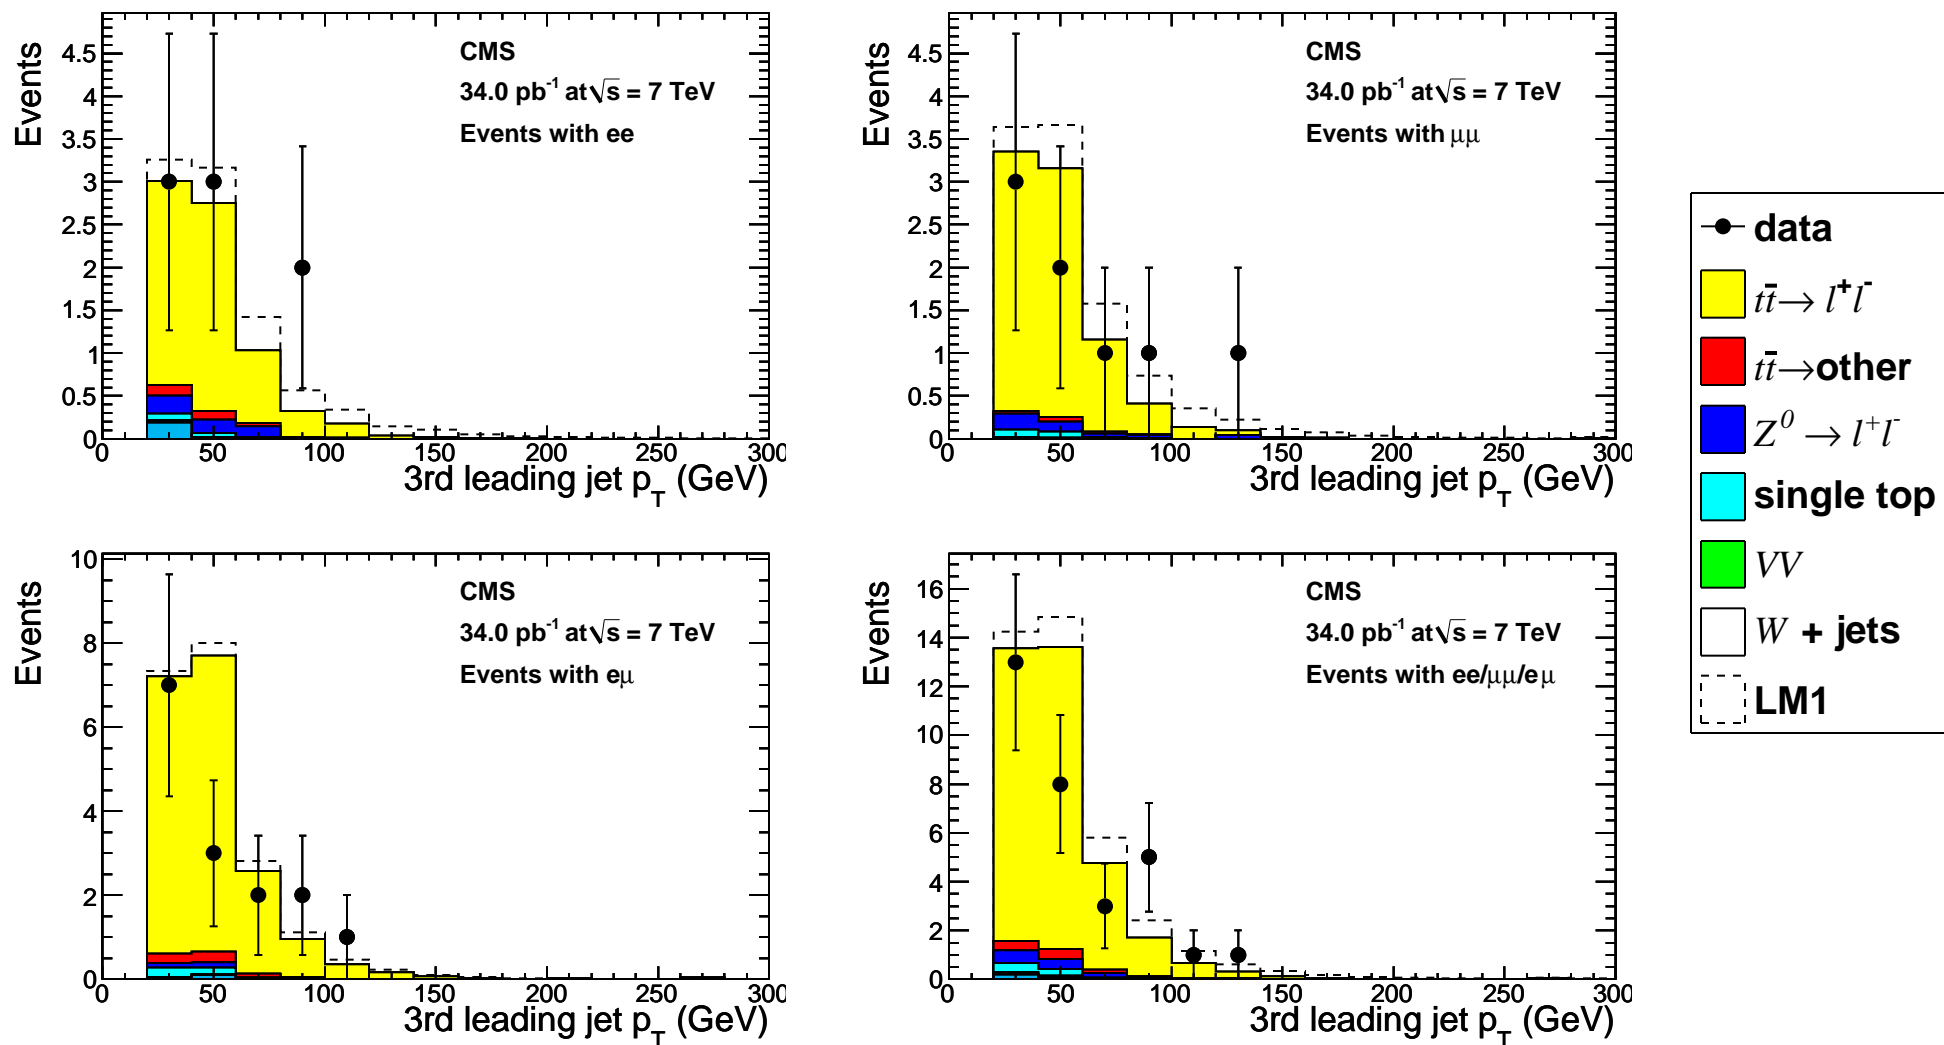 Events
4.5
4
3.5
3
2.5
2
1.5
1
0.5
0
0 50 100 150 200 250 300
3rd leading jet p_T (GeV)
CMS
34.0 pb⁻¹ at √s = 7 TeV
Events with ee
Events
4.5
4
3.5
3
2.5
2
1.5
1
0.5
0
0 50 100 150 200 250 300
3rd leading jet p_T (GeV)
CMS
34.0 pb⁻¹ at √s = 7 TeV
Events with μμ
Events
10
8
6
4
2
0
0 50 100 150 200 250 300
3rd leading jet p_T (GeV)
CMS
34.0 pb⁻¹ at √s = 7 TeV
Events with eμ
Events
16
14
12
10
8
6
4
2
0
0 50 100 150 200 250 300
3rd leading jet p_T (GeV)
CMS
34.0 pb⁻¹ at √s = 7 TeV
Events with ee/μμ/eμ
data
tt̄→ l⁺l⁻
tt̄→other
Z⁰ → l⁺l⁻
single top
VV
W + jets
LM1